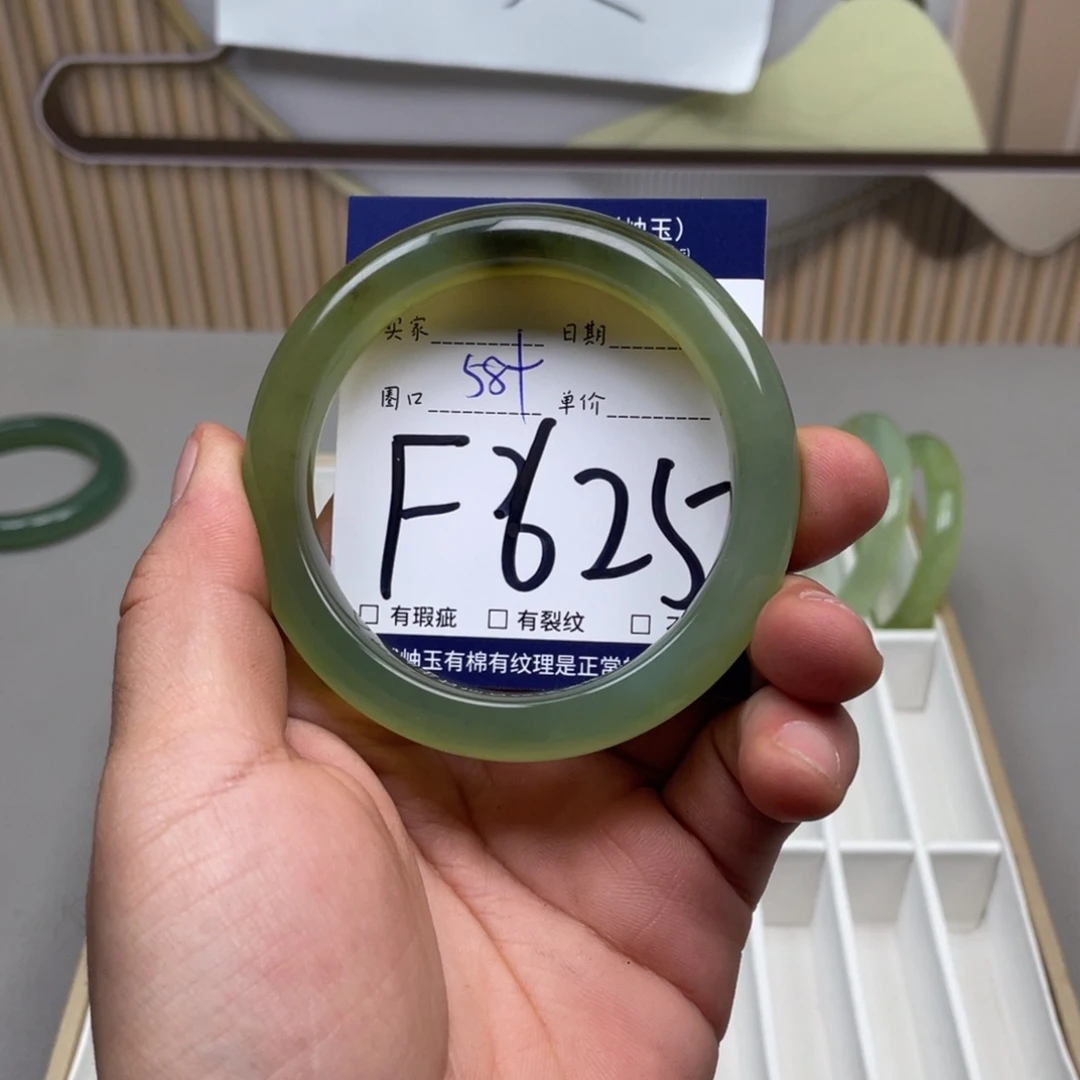 岫玉）
买家 日期
58+
圈口 单价
F 625
□ 有瑕疵 □ 有裂纹 □
岫玉有棉有纹理是正常